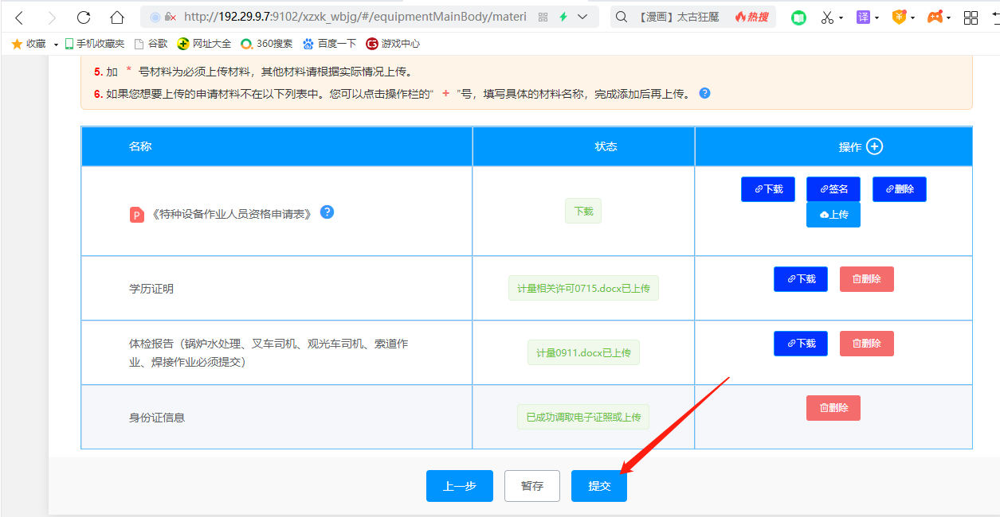 http://192.29.9.7:9102/xzxk_wbjg/#/equipmentMainBody/materi
【漫画】太古狂魔 热搜
译
收藏 手机收藏夹 谷歌 网址大全 360搜索 百度一下 游戏中心
5. 加 * 号材料为必须上传材料，其他材料请根据实际情况上传。
6. 如果您想要上传的申请材料不在以下列表中。您可以点击操作栏的“ + ”号，填写具体的材料名称，完成添加后再上传。 ?
名称 状态 操作
下载 签名 删除
P 《特种设备作业人员资格申请表》 ? 下载
上传
学历证明 计量相关许可0715.docx已上传 下载 删除
体检报告（锅炉水处理、叉车司机、观光车司机、索道作
业、焊接作业必须提交） 计量0911.docx已上传 下载 删除
身份证信息 已成功调取电子证照或上传 删除
上一步 暂存 提交